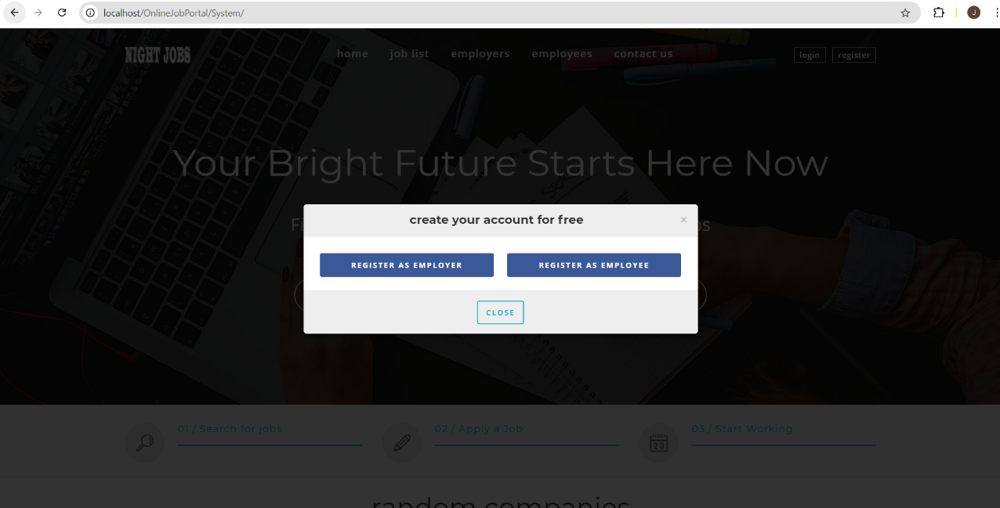 localhost/OnlineJobPortal/System/
J
NIGHT JOBS
home job list employers employees contact us
login register
Your Bright Future Starts Here Now
create your account for free ×
REGISTER AS EMPLOYER REGISTER AS EMPLOYEE
CLOSE
01 / Search for jobs 02 / Apply a Job 03 / Start Working
23
random companies